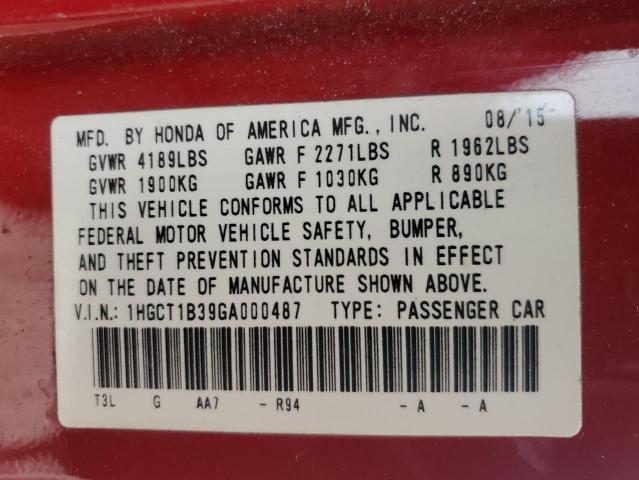 MFD. BY HONDA OF AMERICA MFG., INC. 08/'15
GVWR 4189LBS GAWR F 2271LBS R 1962LBS
GVWR 1900KG GAWR F 1030KG R 890KG
THIS VEHICLE CONFORMS TO ALL APPLICABLE
FEDERAL MOTOR VEHICLE SAFETY, BUMPER,
AND THEFT PREVENTION STANDARDS IN EFFECT
ON THE DATE OF MANUFACTURE SHOWN ABOVE.
V.I.N.: 1HGCT1B39GA000487 TYPE: PASSENGER CAR
T3L G AA7 - R94 - A - A